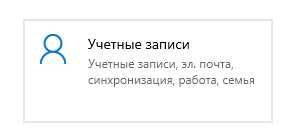 Учетные записи
Учетные записи, эл. почта,
синхронизация, работа, семья